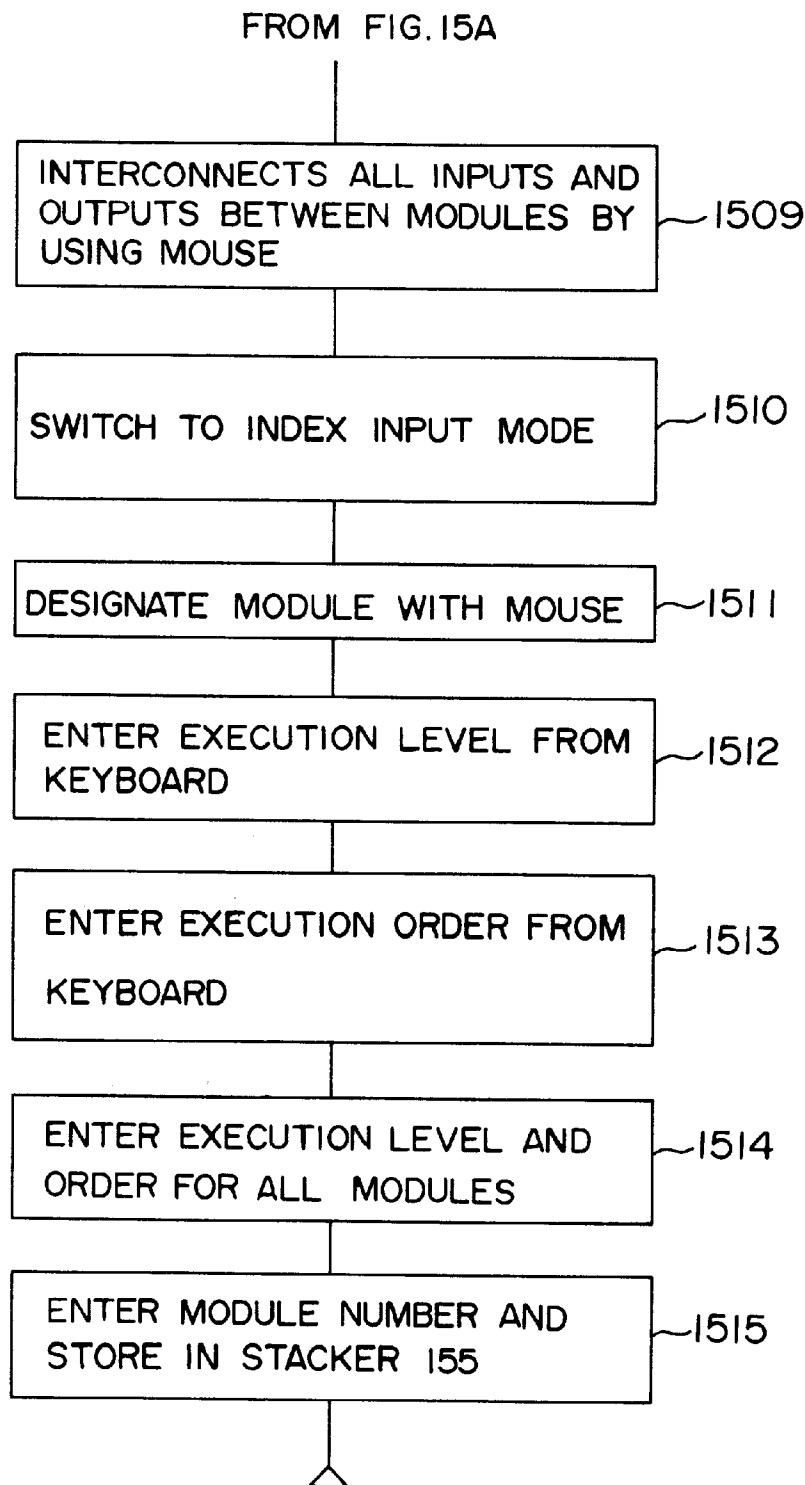 FROM FIG.15A
INTERCONNECTS ALL INPUTS AND
OUTPUTS BETWEEN MODULES BY
USING MOUSE
1509
SWITCH TO INDEX INPUT MODE
1510
DESIGNATE MODULE WITH MOUSE
1511
ENTER EXECUTION LEVEL FROM
KEYBOARD
1512
ENTER EXECUTION ORDER FROM
KEYBOARD
1513
ENTER EXECUTION LEVEL AND
ORDER FOR ALL MODULES
1514
ENTER MODULE NUMBER AND
STORE IN STACKER 155
1515